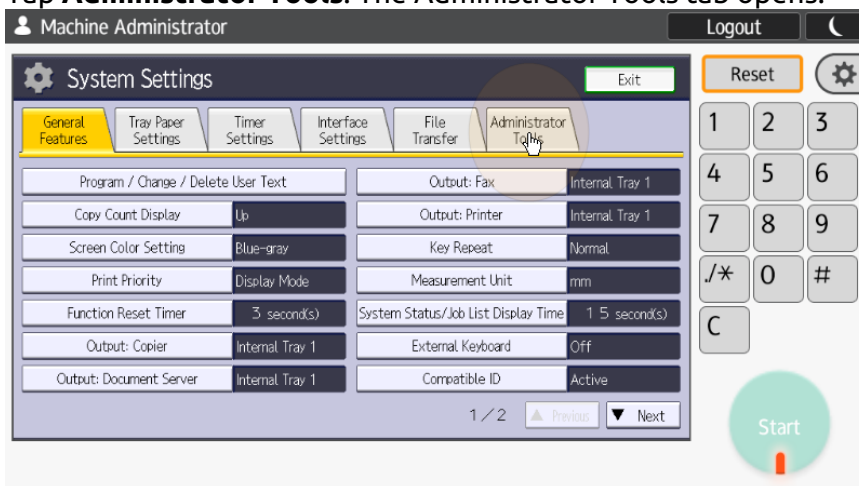 Tap Administrator Tools. The Administrator Tools tab opens.
Machine Administrator
Logout
System Settings
Exit
Reset
General Features
Tray Paper Settings
Timer Settings
Interface Settings
File Transfer
Administrator Tools
Program / Change / Delete User Text
Output: Fax Internal Tray 1
Copy Count Display Up
Output: Printer Internal Tray 1
Screen Color Setting Blue-gray
Key Repeat Normal
Print Priority Display Mode
Measurement Unit mm
Function Reset Timer 3 second(s)
System Status/Job List Display Time 1 5 second(s)
Output: Copier Internal Tray 1
External Keyboard Off
Output: Document Server Internal Tray 1
Compatible ID Active
1/2 ▲ Previous ▼ Next
1 2 3
4 5 6
7 8 9
./* 0 #
C
Start